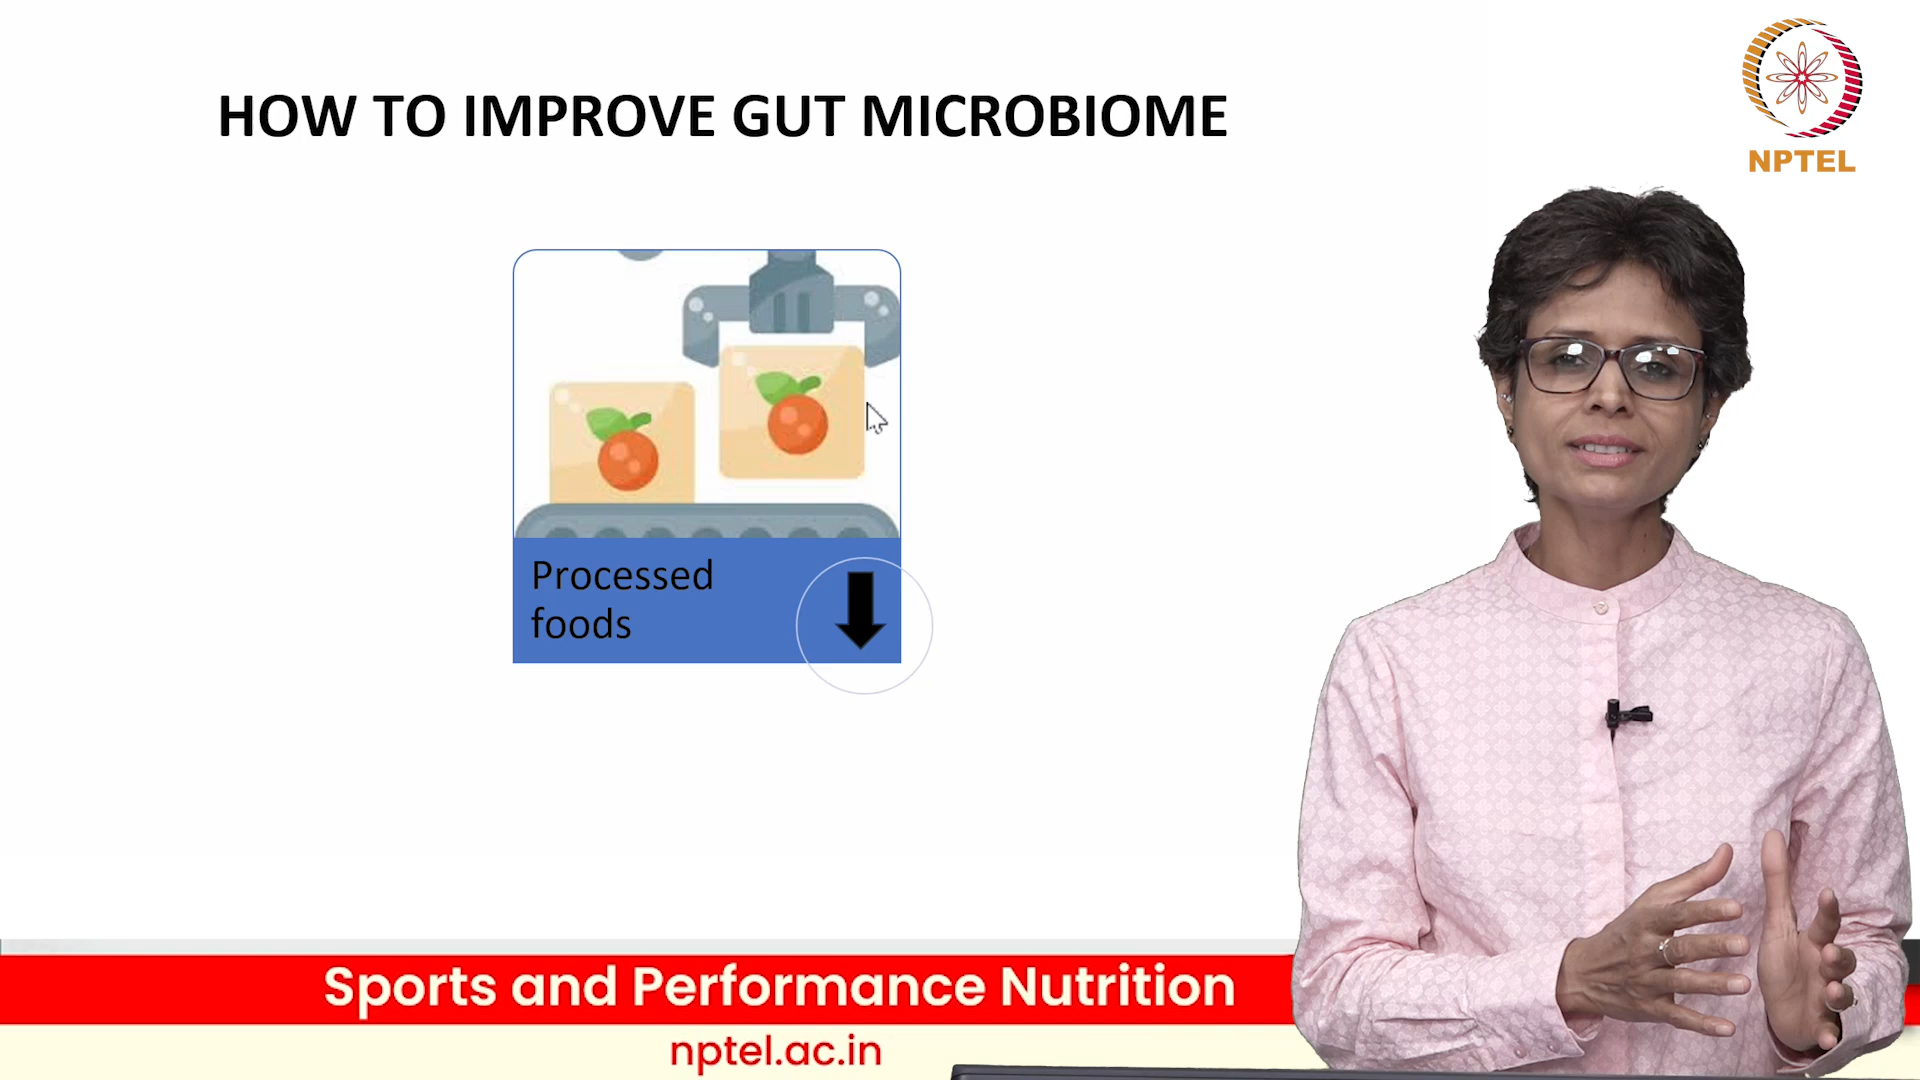 HOW TO IMPROVE GUT MICROBIOME
NPTEL
Processed
foods
Sports and Performance Nutrition
nptel.ac.in